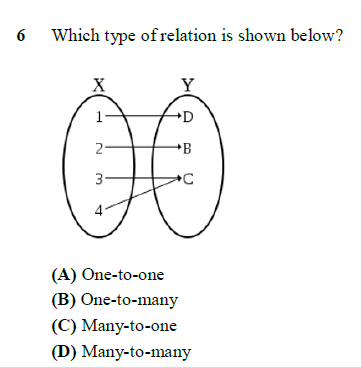 6 Which type of relation is shown below?
X Y
1 D
2 B
3 C
4
(A) One-to-one
(B) One-to-many
(C) Many-to-one
(D) Many-to-many